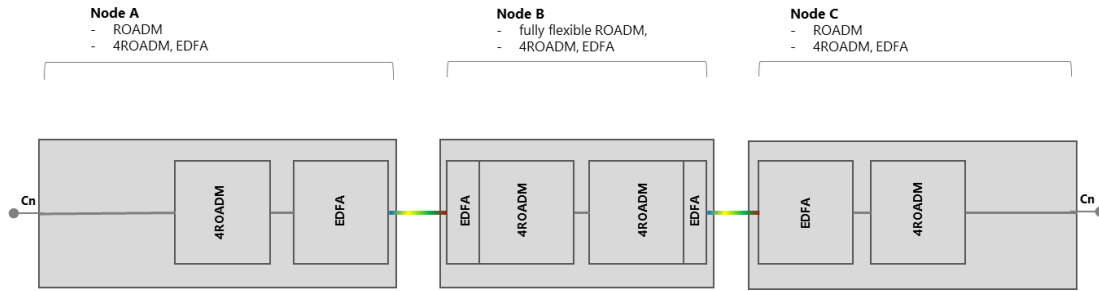 Node A
- ROADM
- 4ROADM, EDFA
Node B
- fully flexible ROADM,
- 4ROADM, EDFA
Node C
- ROADM
- 4ROADM, EDFA
Cn
4ROADM
EDFA
EDFA
4ROADM
4ROADM
EDFA
EDFA
4ROADM
Cn